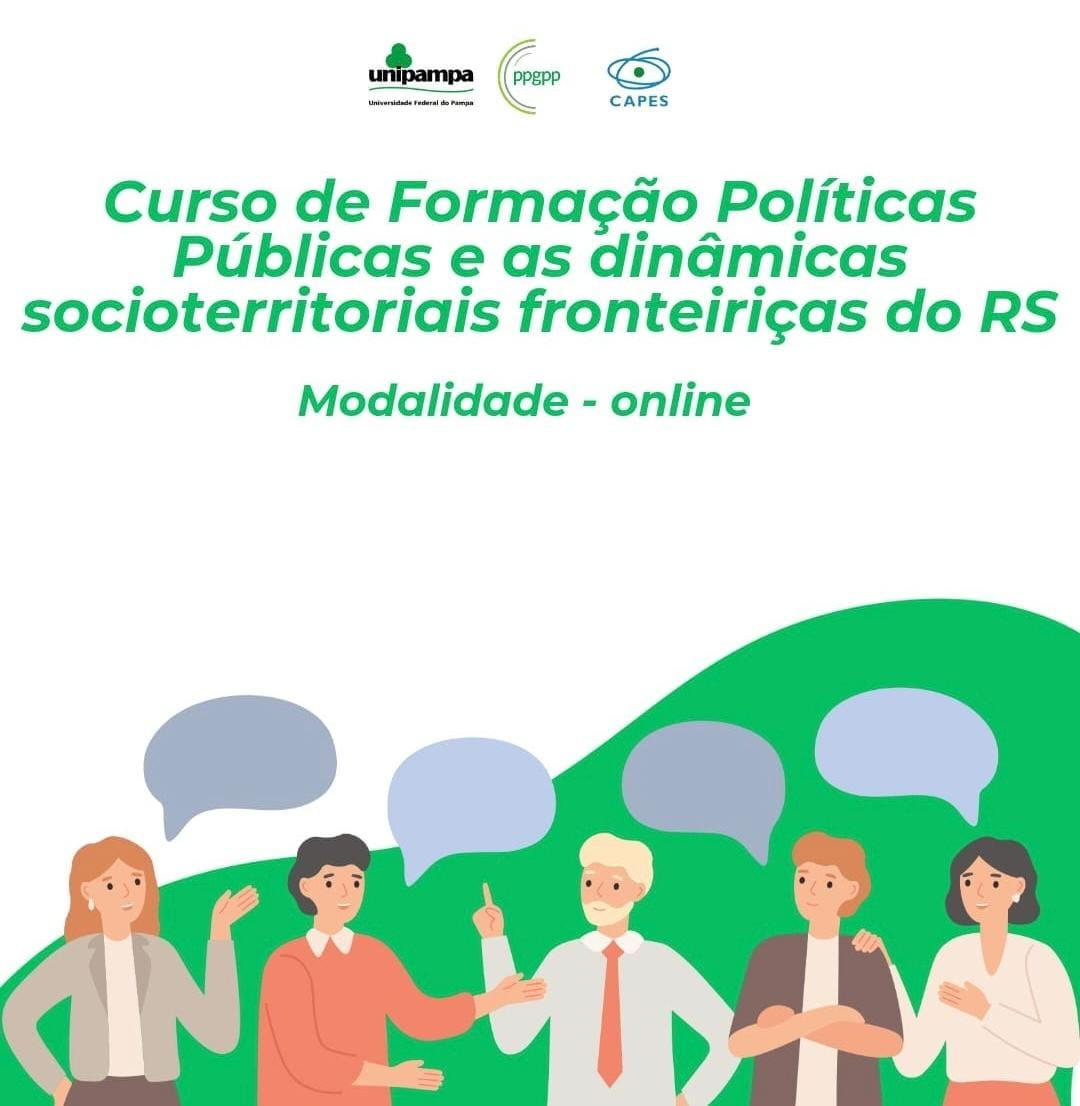 unipampa
Universidade Federal do Pampa
ppgpp
CAPES
Curso de Formação Políticas
Públicas e as dinâmicas
socioterritoriais fronteiriças do RS
Modalidade - online